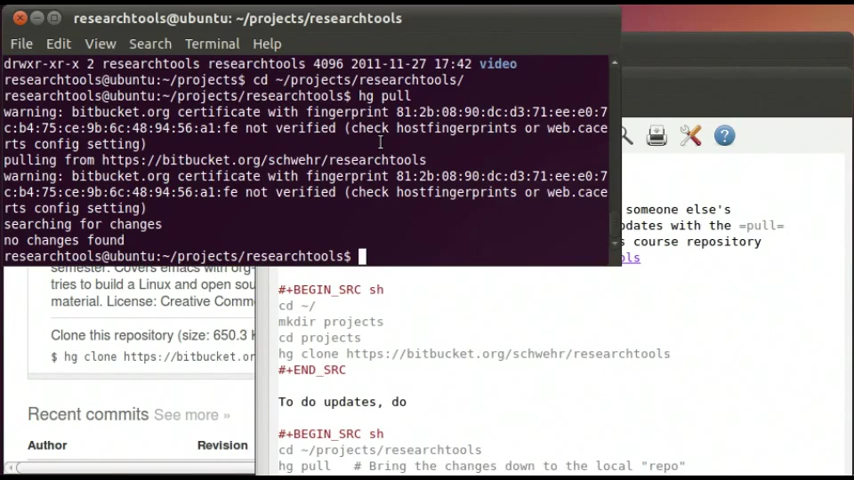 researchtools@ubuntu: ~/projects/researchtools
File Edit View Search Terminal Help
drwxr-xr-x 2 researchtools researchtools 4096 2011-11-27 17:42 video
researchtools@ubuntu:~/projects$ cd ~/projects/researchtools/
researchtools@ubuntu:~/projects/researchtools$ hg pull
warning: bitbucket.org certificate with fingerprint 81:2b:08:90:dc:d3:71:ee:e0:7
c:b4:75:ce:9b:6c:48:94:56:a1:fe not verified (check hostfingerprints or web.cace
rts config setting)
pulling from https://bitbucket.org/schwehr/researchtools
warning: bitbucket.org certificate with fingerprint 81:2b:08:90:dc:d3:71:ee:e0:7
c:b4:75:ce:9b:6c:48:94:56:a1:fe not verified (check hostfingerprints or web.cace
rts config setting)
searching for changes
no changes found
researchtools@ubuntu:~/projects/researchtools$
semester. Covers emacs with org-
tries to build a Linux and open sou
material. License: Creative Comm
Clone this repository (size: 650.3 K
$ hg clone https://bitbucket.or
Recent commits See more »
Author Revision
someone else's
pdates with the =pull=
s course repository
ols
#+BEGIN_SRC sh
cd ~/
mkdir projects
cd projects
hg clone https://bitbucket.org/schwehr/researchtools
#+END_SRC
To do updates, do
#+BEGIN_SRC sh
cd ~/projects/researchtools
hg pull # Bring the changes down to the local "repo"